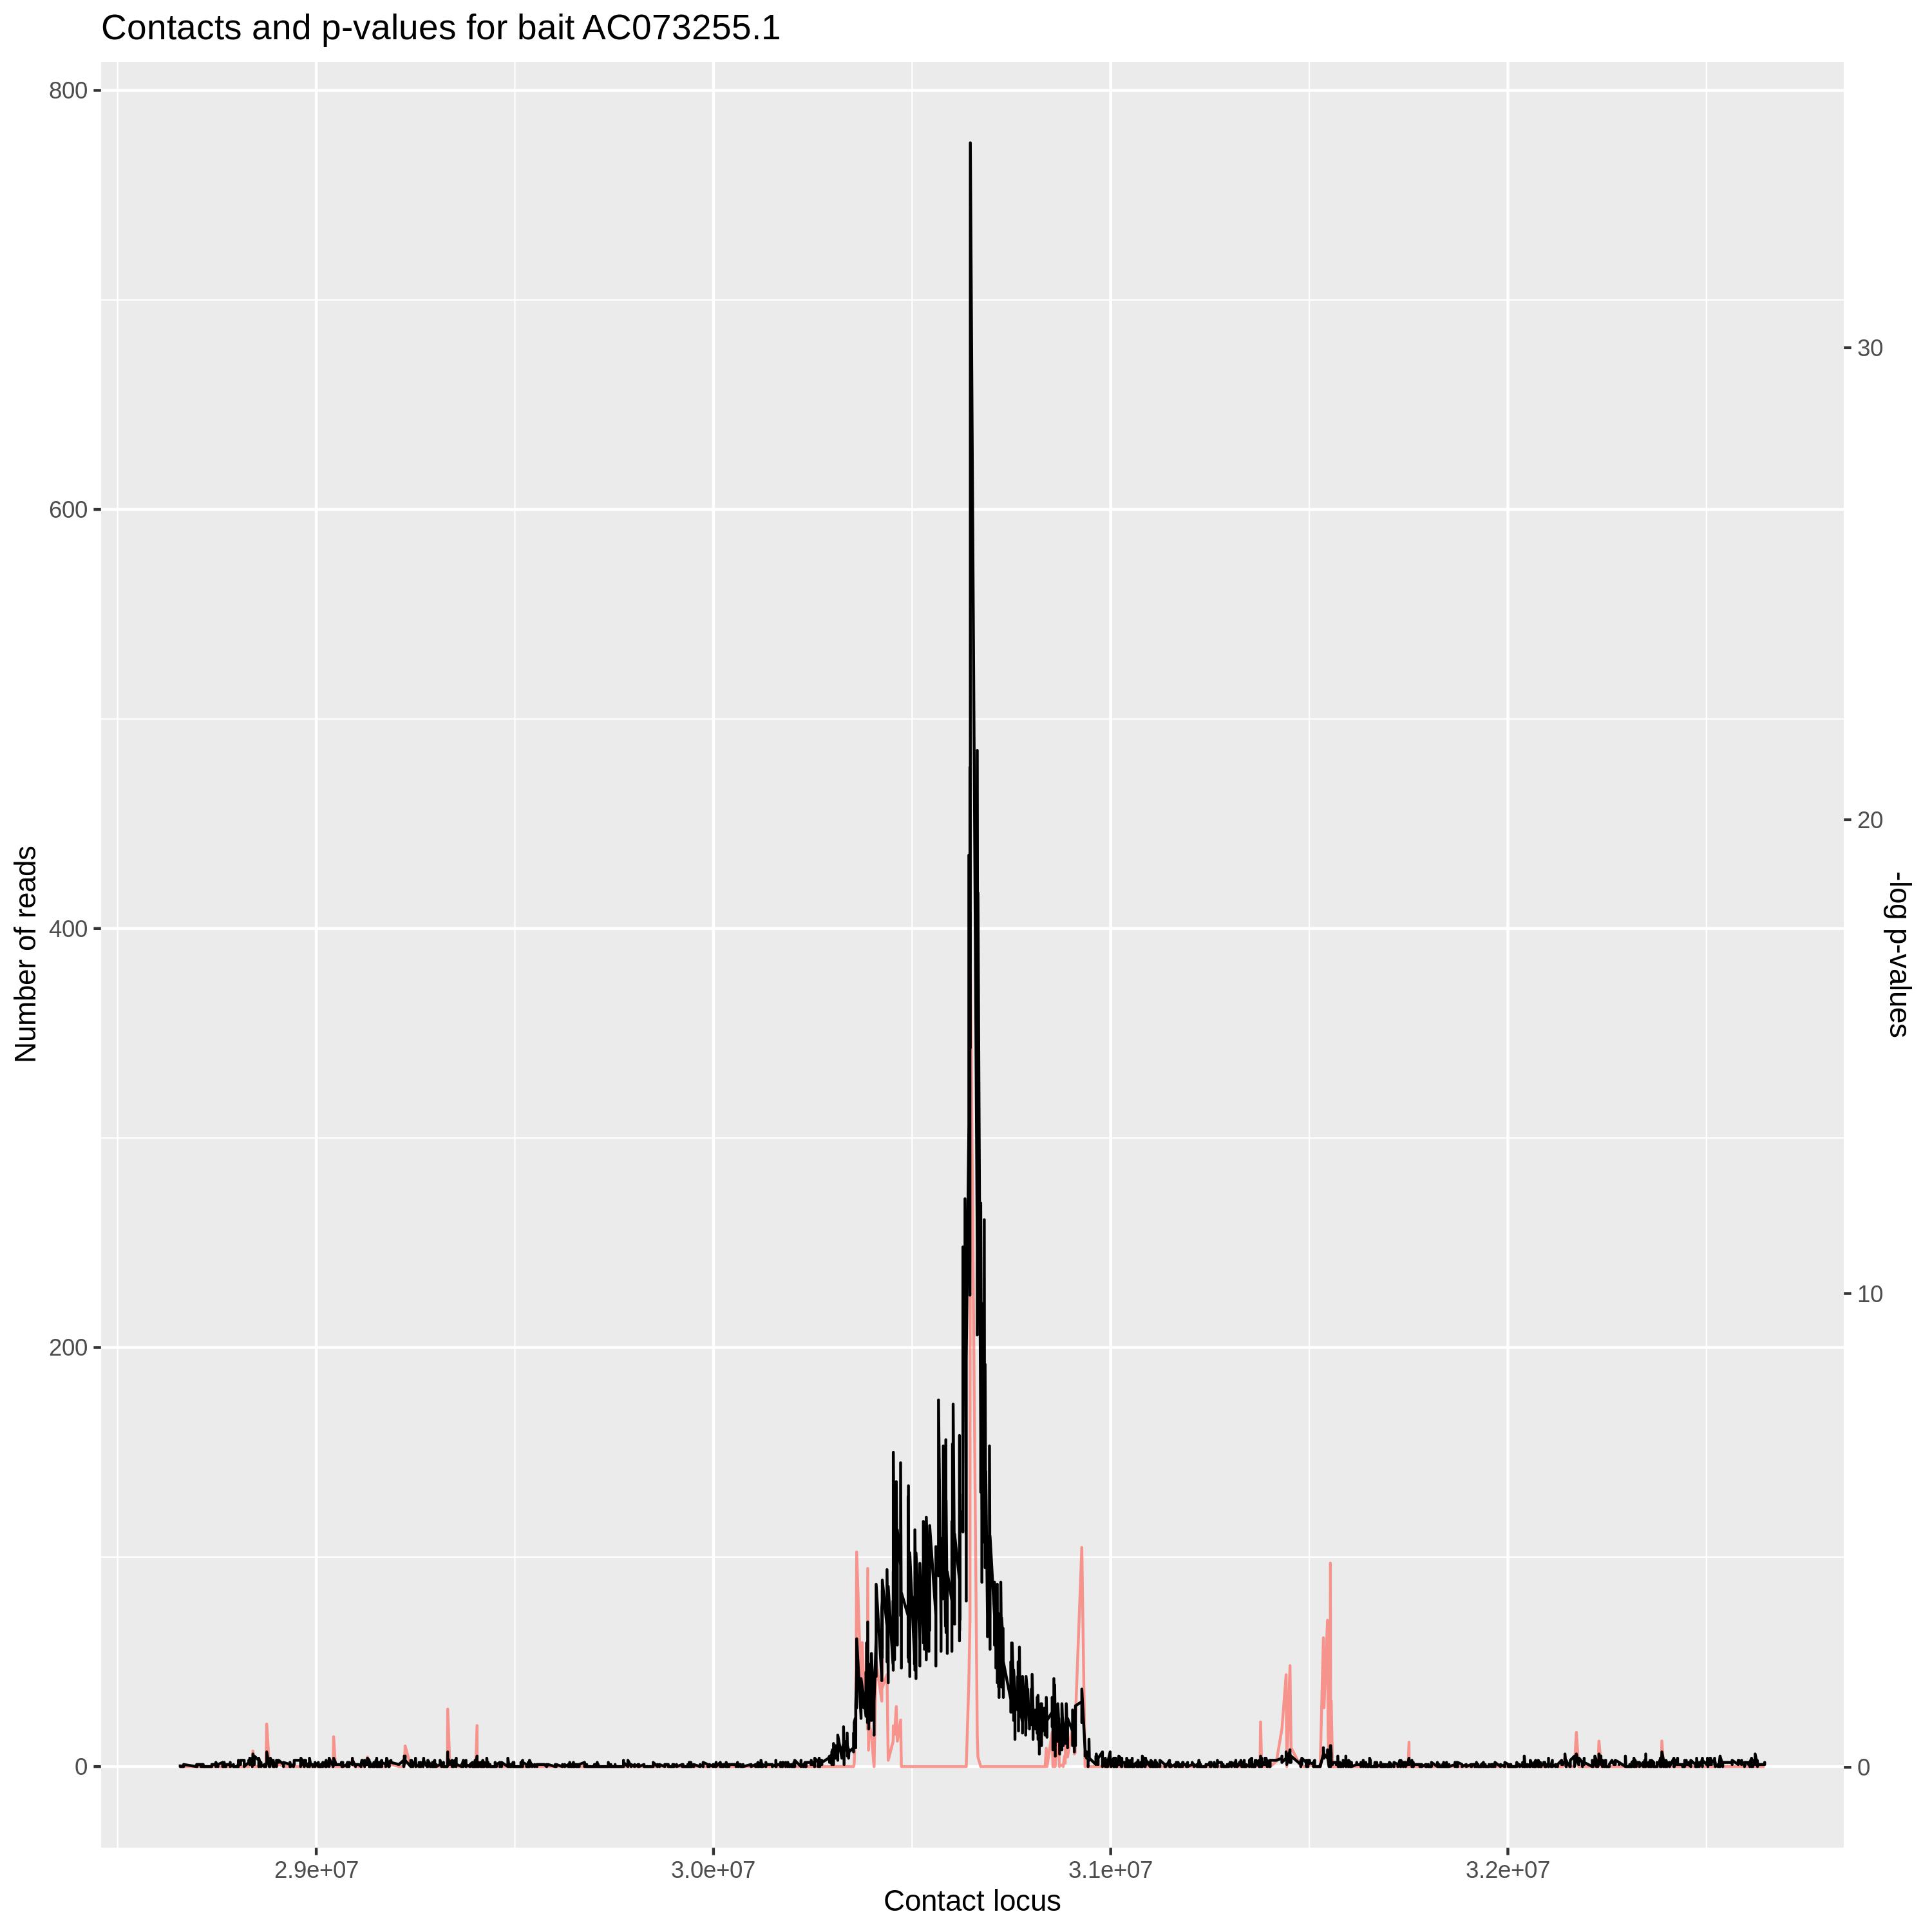 Contacts and p-values for bait AC073255.1
800
600
400
200
0
30
20
10
0
Number of reads
-log p-values
2.9e+07
3.0e+07
3.1e+07
3.2e+07
Contact locus